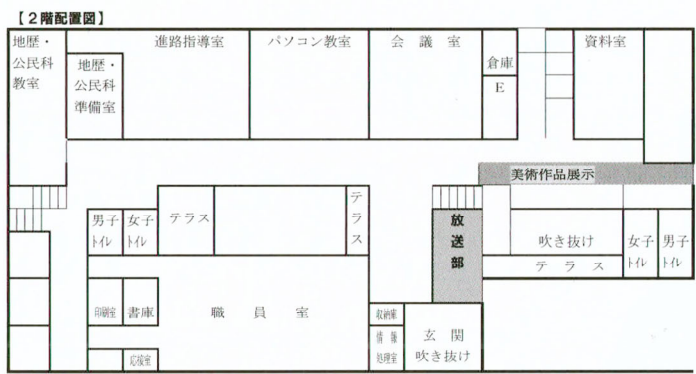 【２階配置図】
地歴・
公民科
教室
進路指導室
地歴・
公民科
準備室
パソコン教室
会議室
倉庫
E
資料室
美術作品展示
男子
トイレ
女子
トイレ
テラス
テラス
放送部
吹き抜け
テラス
女子
トイレ
男子
トイレ
印刷室
書庫
職員室
収納庫
情報
処理室
玄関
吹き抜け
応接室